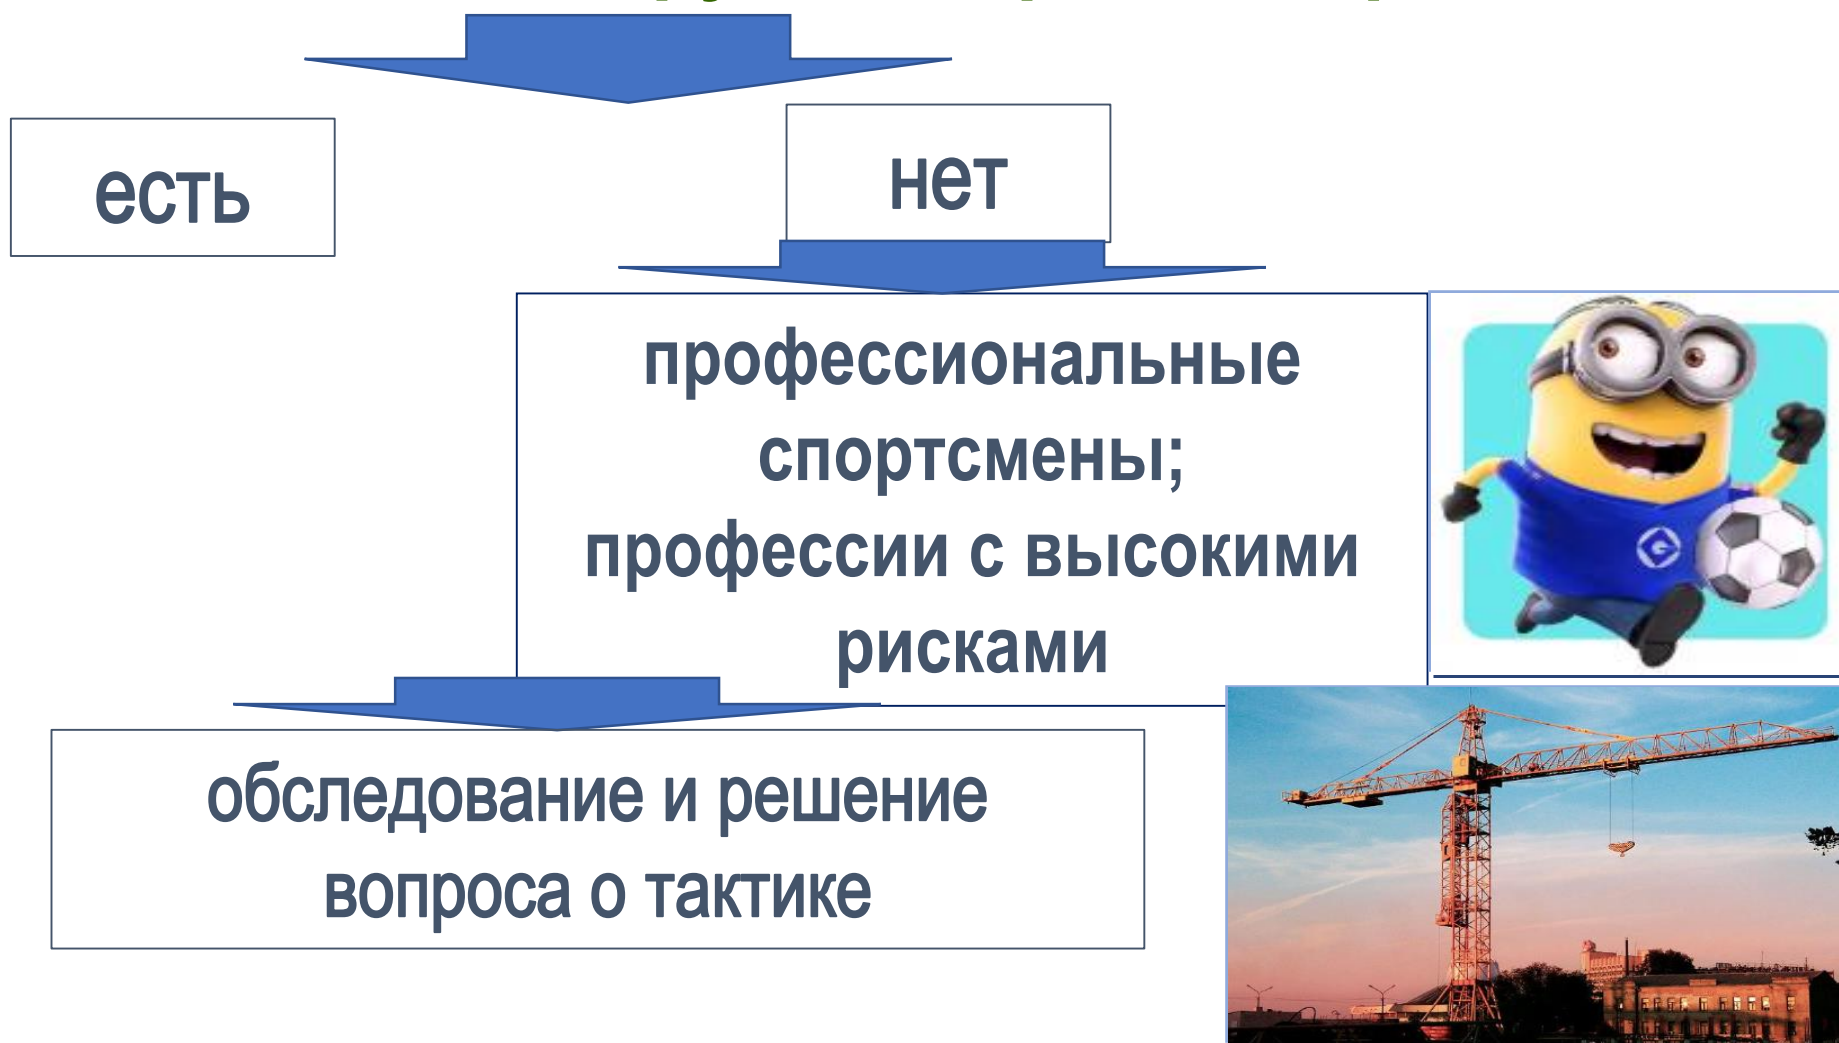 есть
нет
профессиональные
спортсмены;
профессии с высокими
рисками
обследование и решение
вопроса о тактике